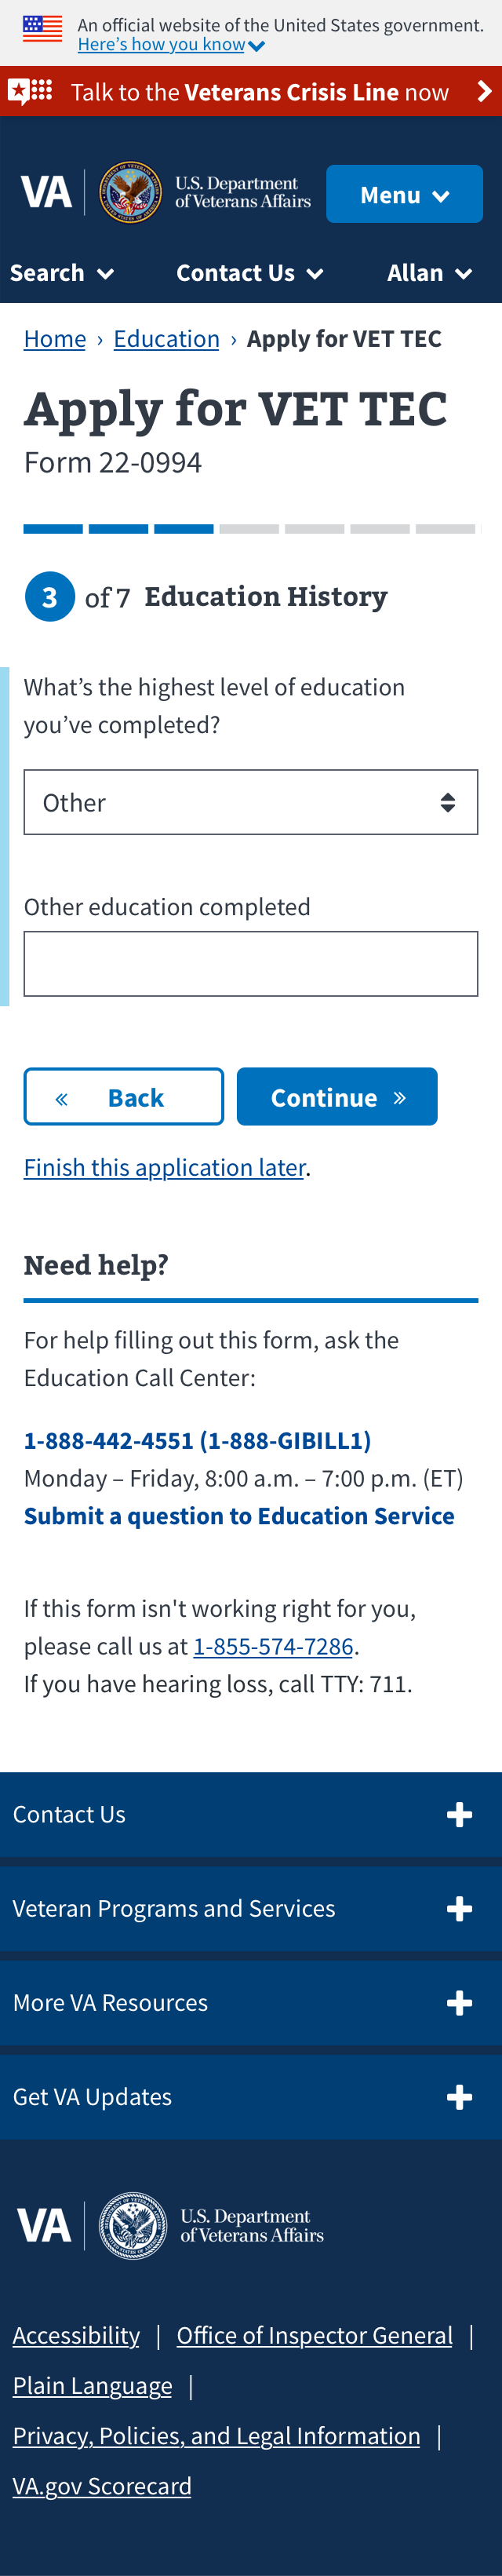 An official website of the United States government.
Here’s how you know
Talk to the Veterans Crisis Line now
VA
U.S. Department
of Veterans Affairs
Menu
Search
Contact Us
Allan
Home › Education › Apply for VET TEC
Apply for VET TEC
Form 22-0994
3 of 7 Education History
What’s the highest level of education
you’ve completed?
Other
Other education completed
« Back
Continue »
Finish this application later.
Need help?
For help filling out this form, ask the
Education Call Center:
1-888-442-4551 (1-888-GIBILL1)
Monday – Friday, 8:00 a.m. – 7:00 p.m. (ET)
Submit a question to Education Service
If this form isn't working right for you,
please call us at 1-855-574-7286.
If you have hearing loss, call TTY: 711.
Contact Us
Veteran Programs and Services
More VA Resources
Get VA Updates
VA
U.S. Department
of Veterans Affairs
Accessibility | Office of Inspector General |
Plain Language |
Privacy, Policies, and Legal Information |
VA.gov Scorecard